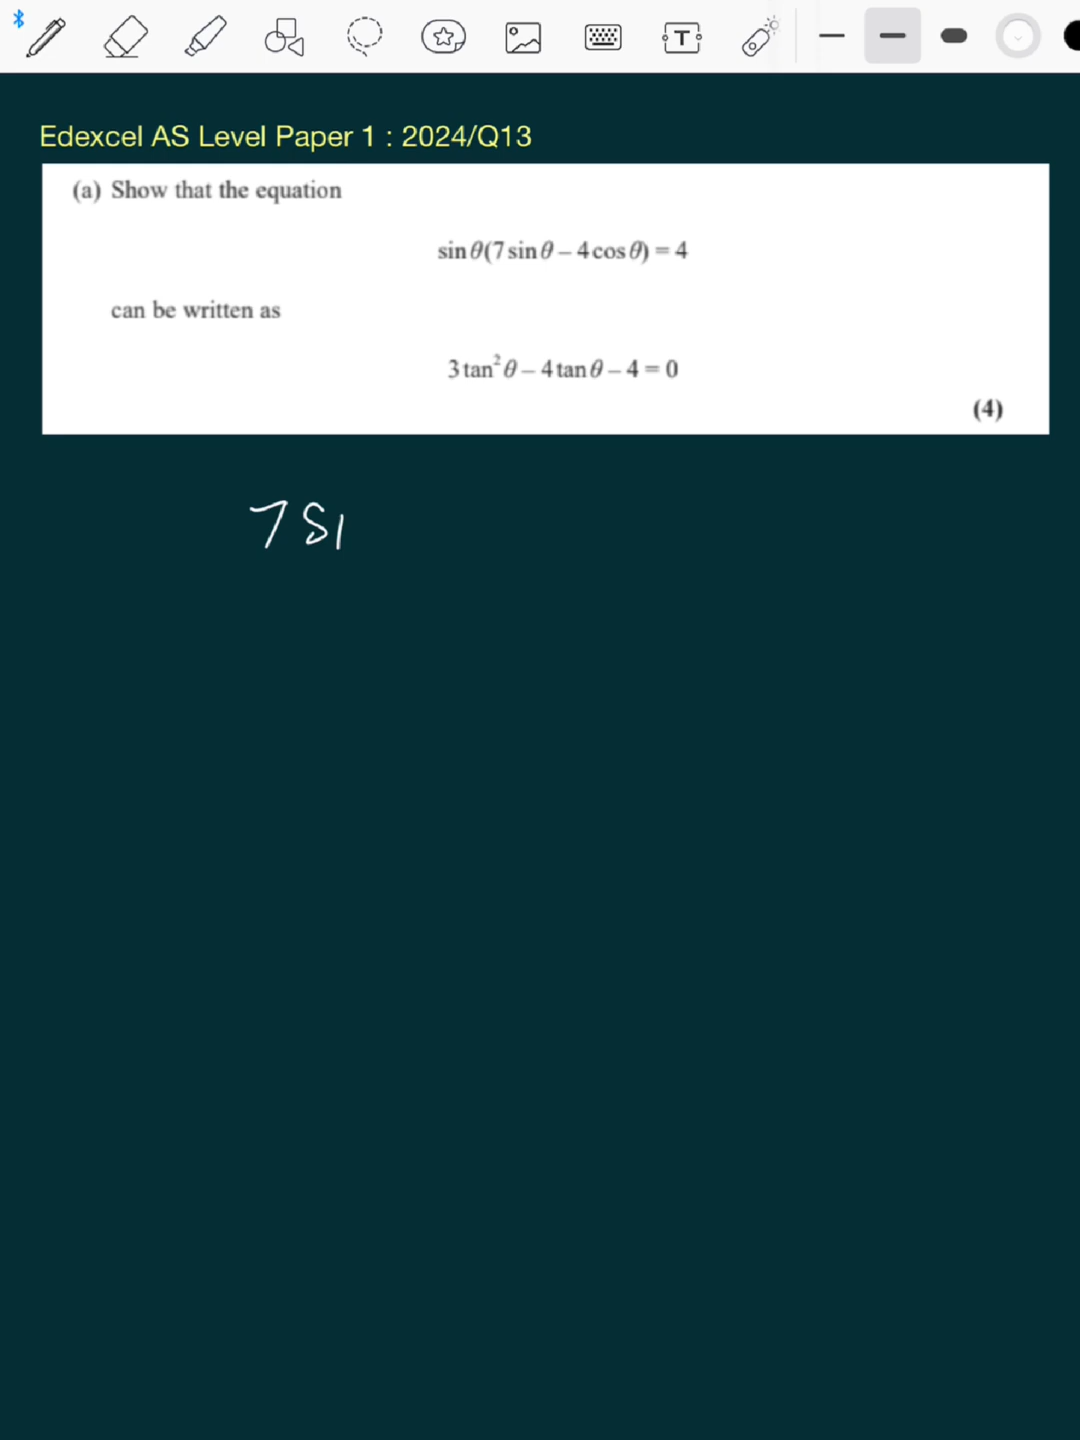 Edexcel AS Level Paper 1 : 2024/Q13
(a) Show that the equation
sin θ(7 sin θ – 4 cos θ) = 4
can be written as
3 tan² θ – 4 tan θ – 4 = 0
(4)
7 SI